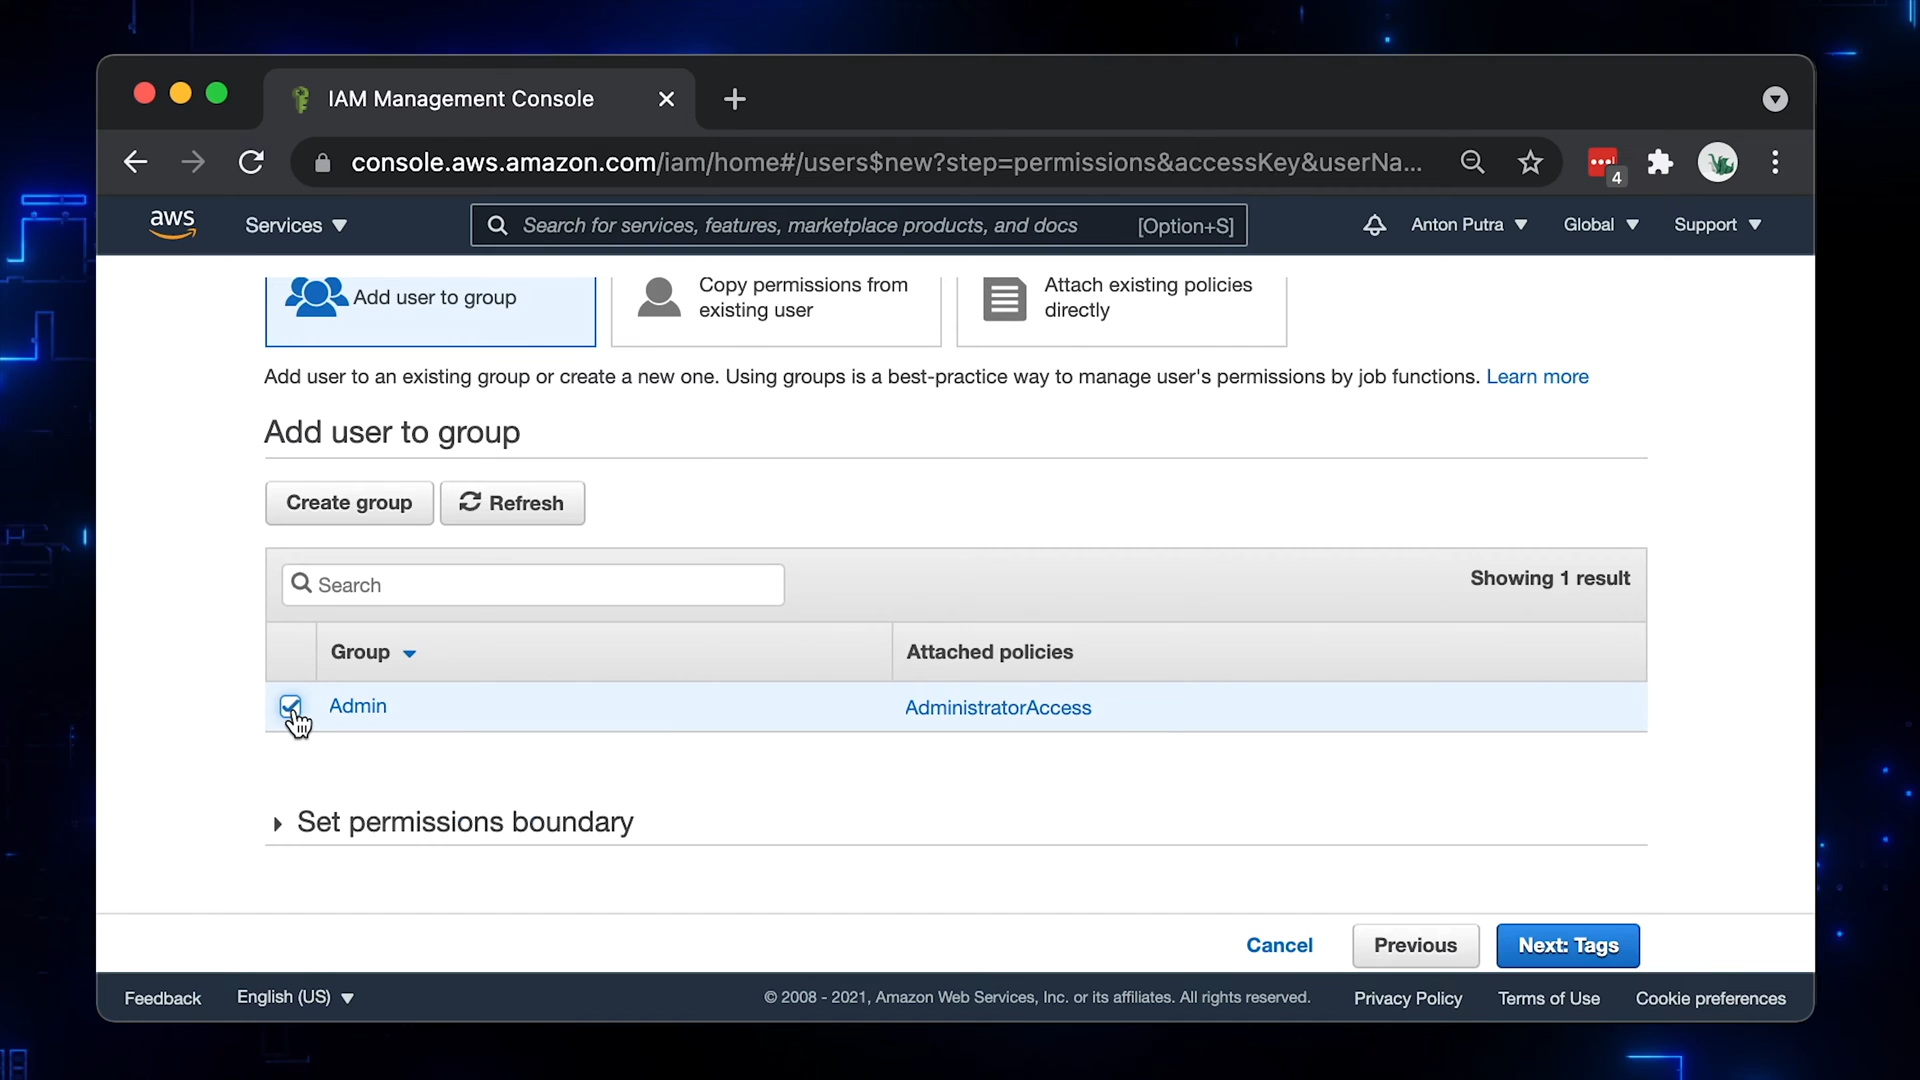 IAM Management Console
console.aws.amazon.com/iam/home#/users$new?step=permissions&accessKey&userNa...
4
aws
Services
Search for services, features, marketplace products, and docs [Option+S]
Anton Putra
Global
Support
Add user to group
Copy permissions from
existing user
Attach existing policies
directly
Add user to an existing group or create a new one. Using groups is a best-practice way to manage user's permissions by job functions. Learn more
Add user to group
Create group
Refresh
Search
Showing 1 result
Group
Attached policies
Admin
AdministratorAccess
Set permissions boundary
Cancel
Previous
Next: Tags
Feedback
English (US)
© 2008 - 2021, Amazon Web Services, Inc. or its affiliates. All rights reserved.
Privacy Policy
Terms of Use
Cookie preferences